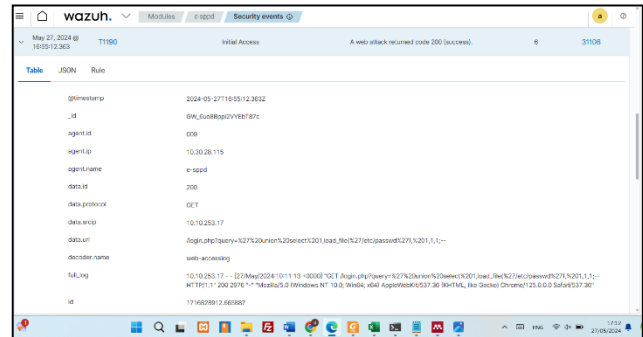 wazuh. Modules e-sppd Security events
a
May 27, 2024 @ 16:55:12.363 T1190 Initial Access A web attack returned code 200 (success). 6 31106
Table JSON Rule
@timestamp 2024-05-27T16:55:12.363Z
_id GW_6uo8BppI2VYEbT87c
agent.id 009
agent.ip 10.30.28.115
agent.name e-sppd
data.id 200
data.protocol GET
data.srcip 10.10.253.17
data.url /login.php?query=%27%20union%20select%201,load_file(%27/etc/passwd%27),%201,1,1;--
decoder.name web-accesslog
full_log 10.10.253.17 - - [27/May/2024:10:11:13 +0000] "GET /login.php?query=%27%20union%20select%201,load_file(%27/etc/passwd%27),%201,1,1;--
HTTP/1.1" 200 2976 "-" "Mozilla/5.0 (Windows NT 10.0; Win64; x64) AppleWebKit/537.36 (KHTML, like Gecko) Chrome/125.0.0.0 Safari/537.36"
id 1716828912.665887
ENG 17:12
27/05/2024